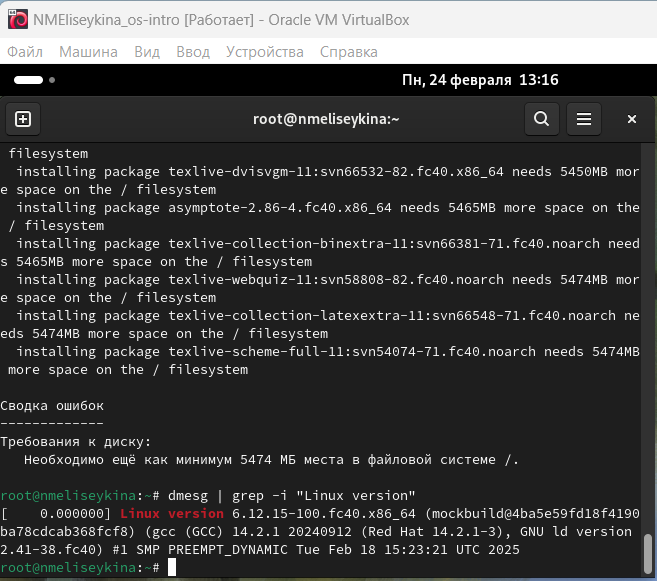 NMEliseykina_os-intro [Работает] - Oracle VM VirtualBox
Файл Машина Вид Ввод Устройства Справка
Пн, 24 февраля 13:16
root@nmeliseykina:~
 filesystem
  installing package texlive-dvisvgm-11:svn66532-82.fc40.x86_64 needs 5450MB mor
e space on the / filesystem
  installing package asymptote-2.86-4.fc40.x86_64 needs 5465MB more space on the
 / filesystem
  installing package texlive-collection-binextra-11:svn66381-71.fc40.noarch need
s 5465MB more space on the / filesystem
  installing package texlive-webquiz-11:svn58808-82.fc40.noarch needs 5474MB mor
e space on the / filesystem
  installing package texlive-collection-latexextra-11:svn66548-71.fc40.noarch ne
eds 5474MB more space on the / filesystem
  installing package texlive-scheme-full-11:svn54074-71.fc40.noarch needs 5474MB
 more space on the / filesystem
Сводка ошибок
-------------
Требования к диску:
   Необходимо ещё как минимум 5474 МБ места в файловой системе /.
root@nmeliseykina:~# dmesg | grep -i "Linux version"
[    0.000000] Linux version 6.12.15-100.fc40.x86_64 (mockbuild@4ba5e59fd18f4190
ba78cdcab368fcf8) (gcc (GCC) 14.2.1 20240912 (Red Hat 14.2.1-3), GNU ld version
2.41-38.fc40) #1 SMP PREEMPT_DYNAMIC Tue Feb 18 15:23:21 UTC 2025
root@nmeliseykina:~#